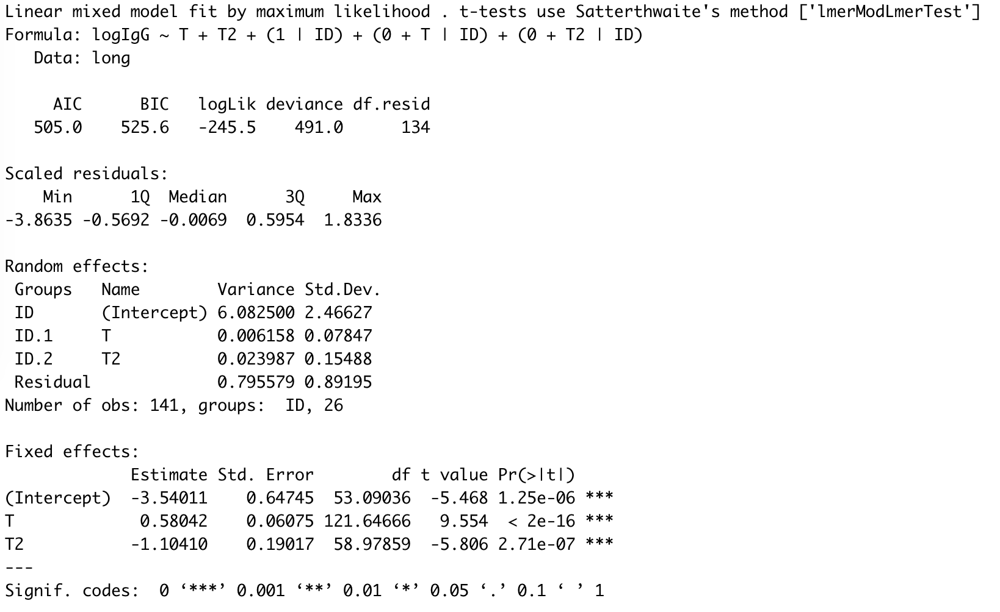 Linear mixed model fit by maximum likelihood . t-tests use Satterthwaite's method ['lmerModLmerTest']
Formula: logIgG ~ T + T2 + (1 | ID) + (0 + T | ID) + (0 + T2 | ID)
   Data: long

     AIC      BIC   logLik deviance df.resid
   505.0    525.6   -245.5    491.0      134

Scaled residuals:
    Min      1Q  Median      3Q     Max
-3.8635 -0.5692 -0.0069  0.5954  1.8336

Random effects:
 Groups   Name        Variance Std.Dev.
 ID       (Intercept) 6.082500 2.46627
 ID.1     T           0.006158 0.07847
 ID.2     T2          0.023987 0.15488
 Residual             0.795579 0.89195
Number of obs: 141, groups:  ID, 26

Fixed effects:
             Estimate Std. Error        df t value Pr(>|t|)
(Intercept)  -3.54011    0.64745  53.09036  -5.468 1.25e-06 ***
T             0.58042    0.06075 121.64666   9.554  < 2e-16 ***
T2           -1.10410    0.19017  58.97859  -5.806 2.71e-07 ***
---
Signif. codes:  0 ‘***’ 0.001 ‘**’ 0.01 ‘*’ 0.05 ‘.’ 0.1 ‘ ’ 1